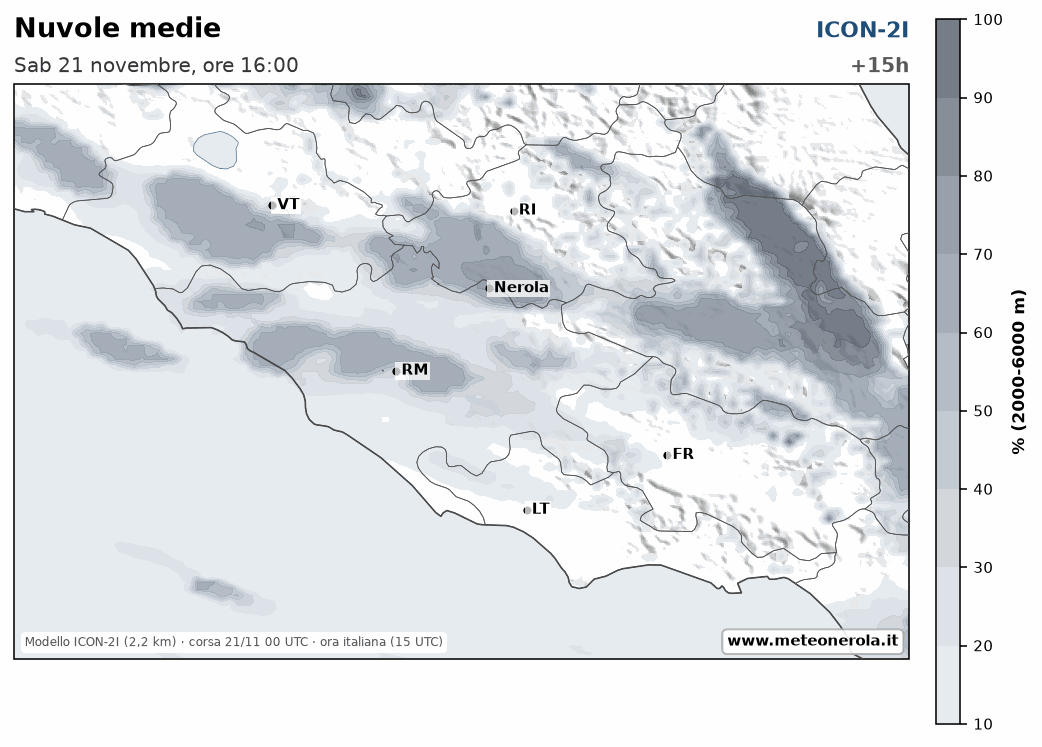 Nuvole medie
ICON-2I
Sab 21 novembre, ore 16:00
+15h
100
90
80
70
60
50
40
30
20
10
% (2000-6000 m)
VT
RI
Nerola
RM
FR
LT
Modello ICON-2I (2,2 km) · corsa 21/11 00 UTC · ora italiana (15 UTC)
www.meteonerola.it